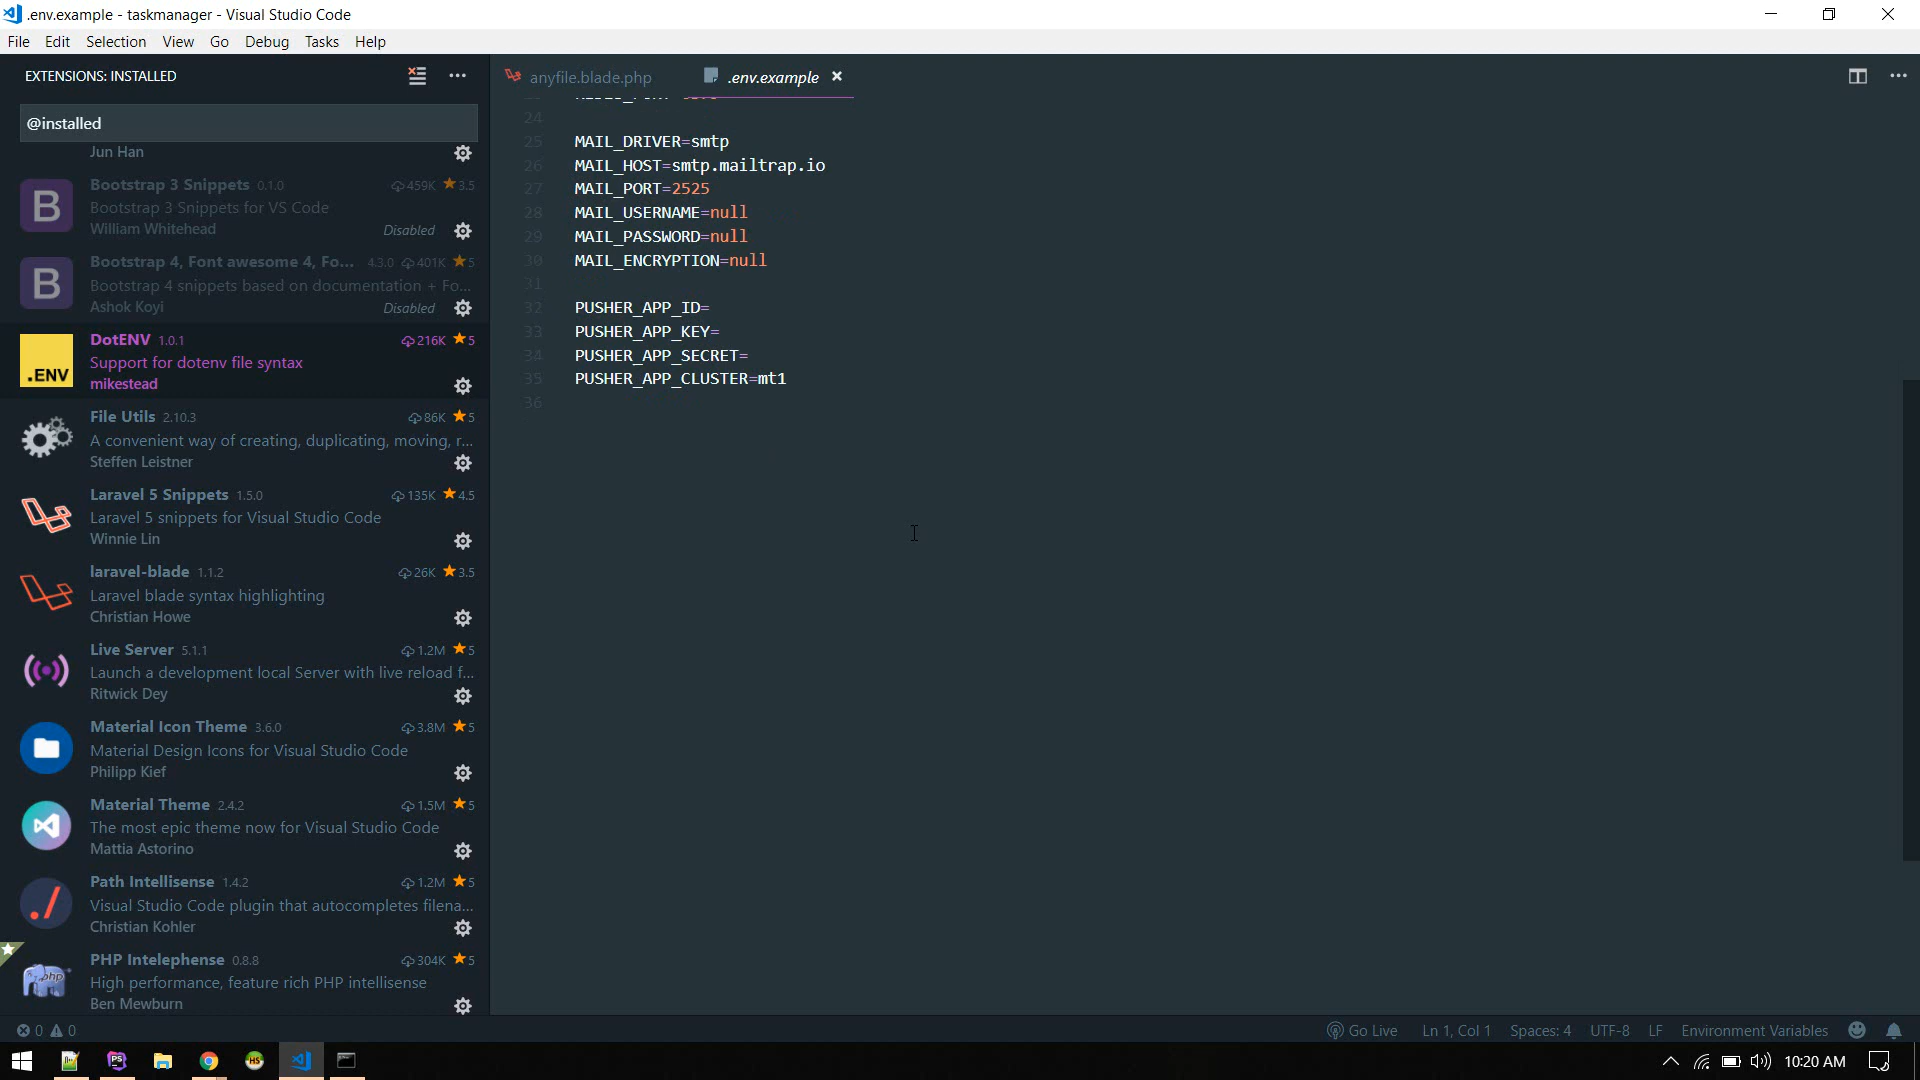 .env.example - taskmanager - Visual Studio Code
File Edit Selection View Go Debug Tasks Help
EXTENSIONS: INSTALLED
@installed
Jun Han
Bootstrap 3 Snippets 0.1.0 459K 3.5
Bootstrap 3 Snippets for VS Code
William Whitehead Disabled
Bootstrap 4, Font awesome 4, Fo... 4.3.0 401K 5
Bootstrap 4 snippets based on documentation + Fo...
Ashok Koyi Disabled
DotENV 1.0.1 216K 5
Support for dotenv file syntax
mikestead
.ENV
File Utils 2.10.3 86K 5
A convenient way of creating, duplicating, moving, r...
Steffen Leistner
Laravel 5 Snippets 1.5.0 135K 4.5
Laravel 5 snippets for Visual Studio Code
Winnie Lin
laravel-blade 1.1.2 26K 3.5
Laravel blade syntax highlighting
Christian Howe
Live Server 5.1.1 1.2M 5
Launch a development local Server with live reload f...
Ritwick Dey
Material Icon Theme 3.6.0 3.8M 5
Material Design Icons for Visual Studio Code
Philipp Kief
Material Theme 2.4.2 1.5M 5
The most epic theme now for Visual Studio Code
Mattia Astorino
Path Intellisense 1.4.2 1.2M 5
Visual Studio Code plugin that autocompletes filena...
Christian Kohler
PHP Intelephense 0.8.8 304K 5
High performance, feature rich PHP intellisense
Ben Mewburn
anyfile.blade.php .env.example
24
25 MAIL_DRIVER=smtp
26 MAIL_HOST=smtp.mailtrap.io
27 MAIL_PORT=2525
28 MAIL_USERNAME=null
29 MAIL_PASSWORD=null
30 MAIL_ENCRYPTION=null
31
32 PUSHER_APP_ID=
33 PUSHER_APP_KEY=
34 PUSHER_APP_SECRET=
35 PUSHER_APP_CLUSTER=mt1
36
0 0 Go Live Ln 1, Col 1 Spaces: 4 UTF-8 LF Environment Variables
10:20 AM